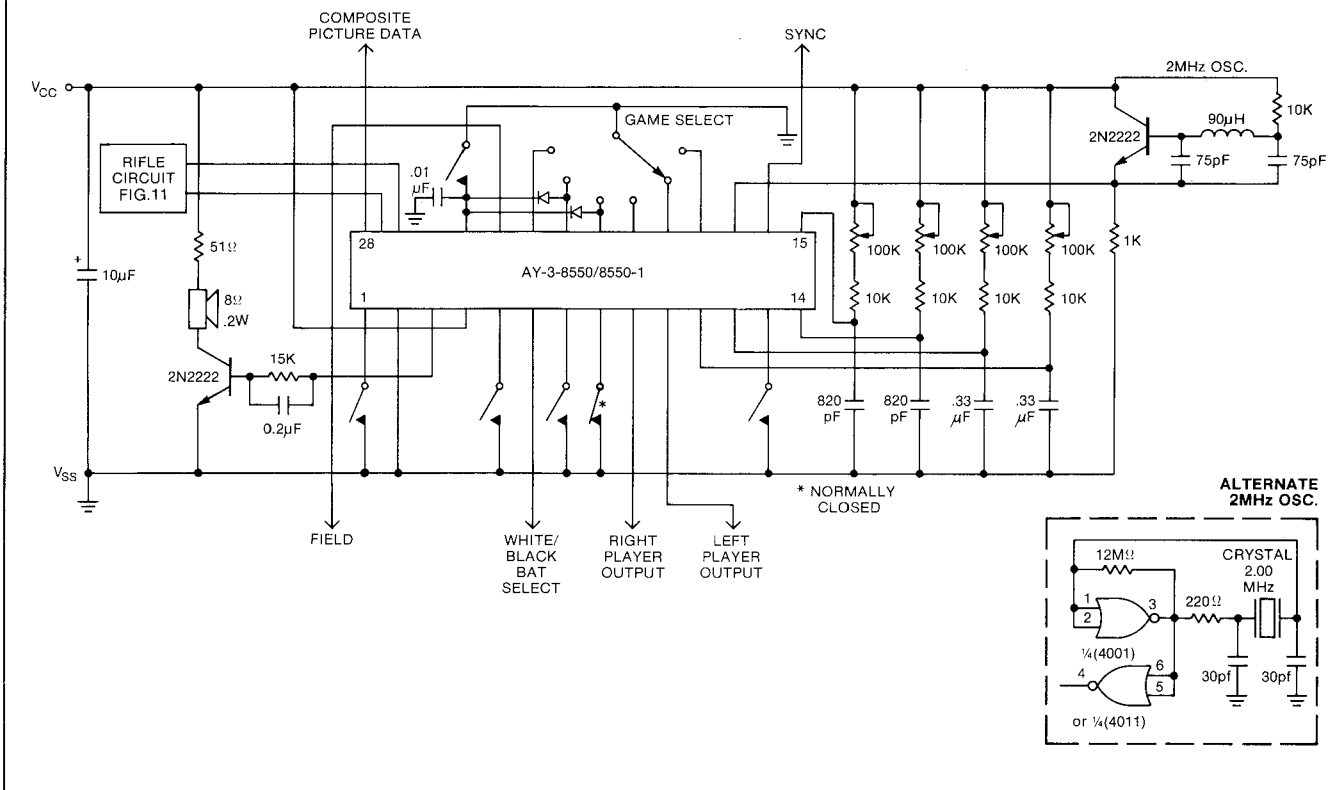 COMPOSITE
PICTURE DATA
SYNC
VCC
2MHz OSC.
10K
90µH
2N2222
75pF
75pF
GAME SELECT
RIFLE
CIRCUIT
FIG.11
.01
µF
28
15
AY-3-8550/8550-1
1
14
51Ω
+
10µF
8Ω
.2W
100K
100K
100K
100K
1K
10K
10K
10K
10K
15K
2N2222
0.2µF
*
820
pF
820
pF
.33
µF
.33
µF
VSS
* NORMALLY
CLOSED
FIELD
WHITE/
BLACK
BAT
SELECT
RIGHT
PLAYER
OUTPUT
LEFT
PLAYER
OUTPUT
ALTERNATE
2MHz OSC.
12MΩ
CRYSTAL
2.00
MHz
1
2
3
220Ω
¼(4001)
4
6
5
30pf
30pf
or ¼(4011)